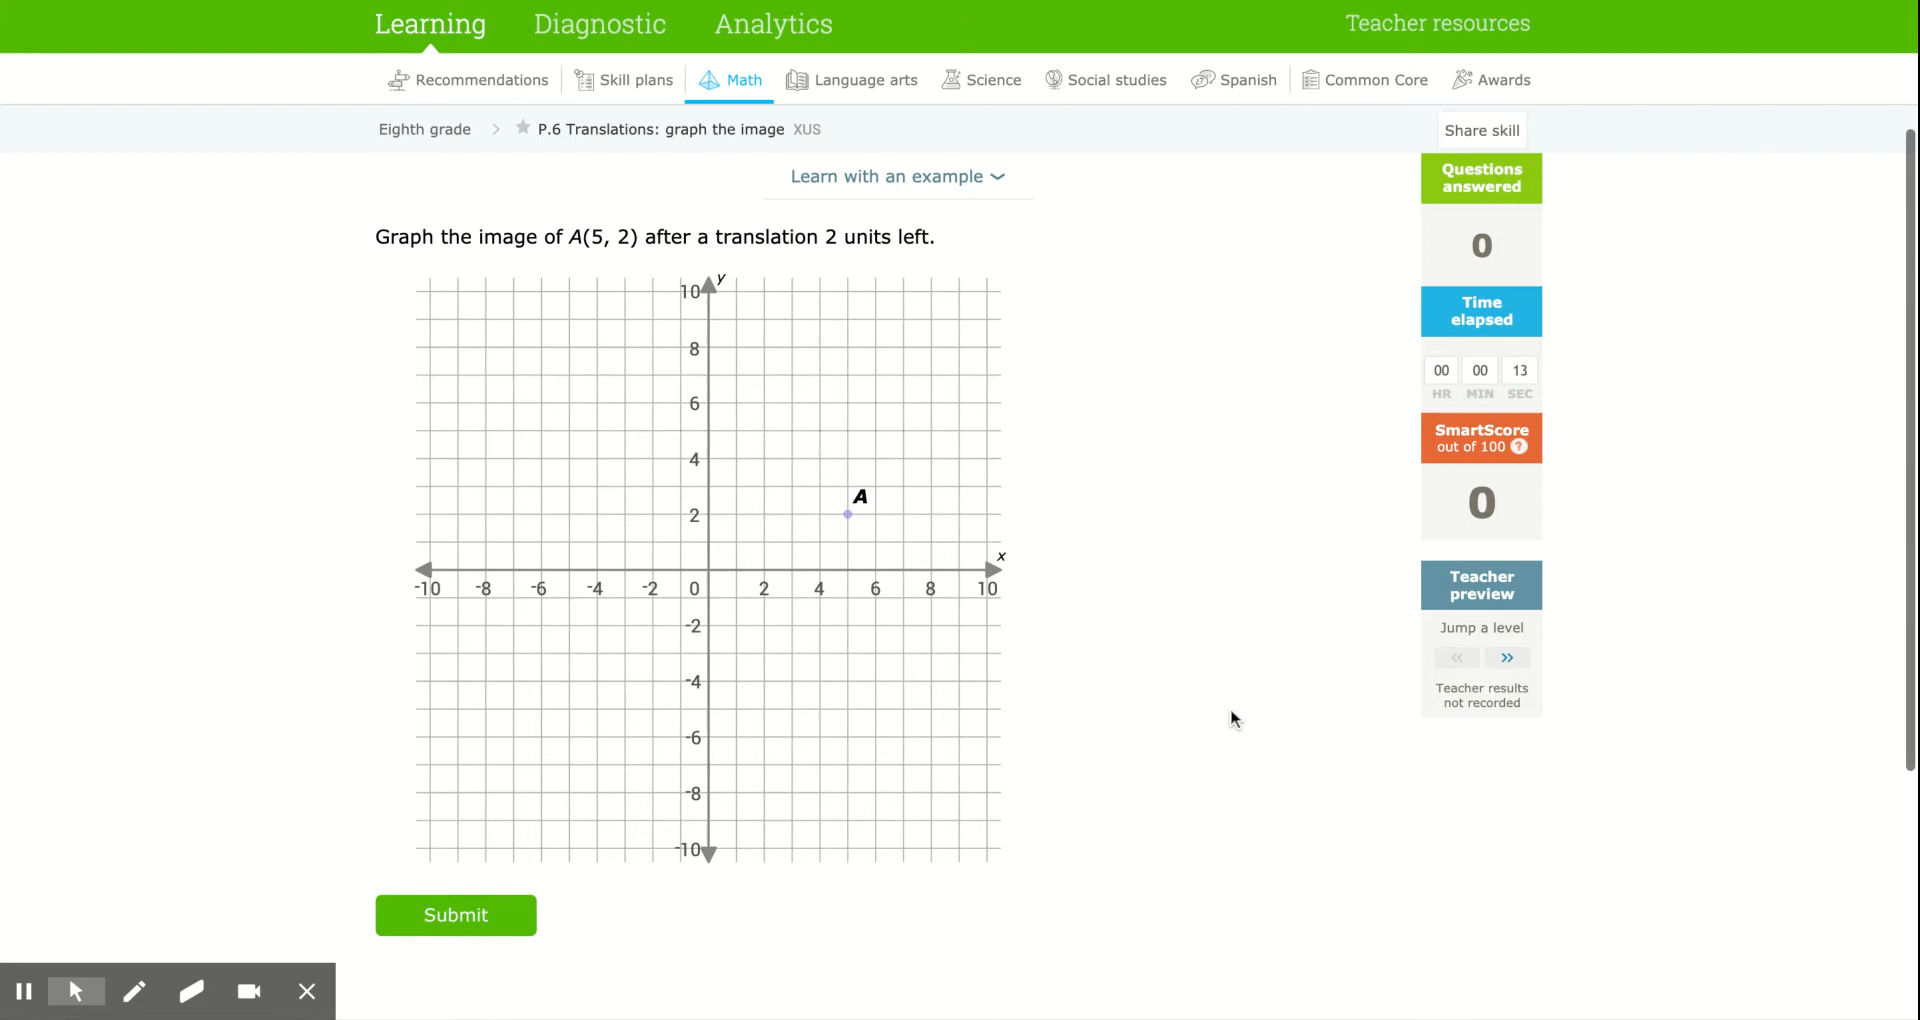 Learning Diagnostic Analytics Teacher resources
Recommendations Skill plans Math Language arts Science Social studies Spanish Common Core Awards
Eighth grade > P.6 Translations: graph the image XUS
Share skill
Learn with an example
Questions
answered
0
Graph the image of A(5, 2) after a translation 2 units left.
Time
elapsed
00 00 13
HR MIN SEC
SmartScore
out of 100 ?
0
Teacher
preview
Jump a level
« »
Teacher results
not recorded
y
10
8
6
4
A
2
x
-10 -8 -6 -4 -2 0 2 4 6 8 10
-2
-4
-6
-8
-10
Submit